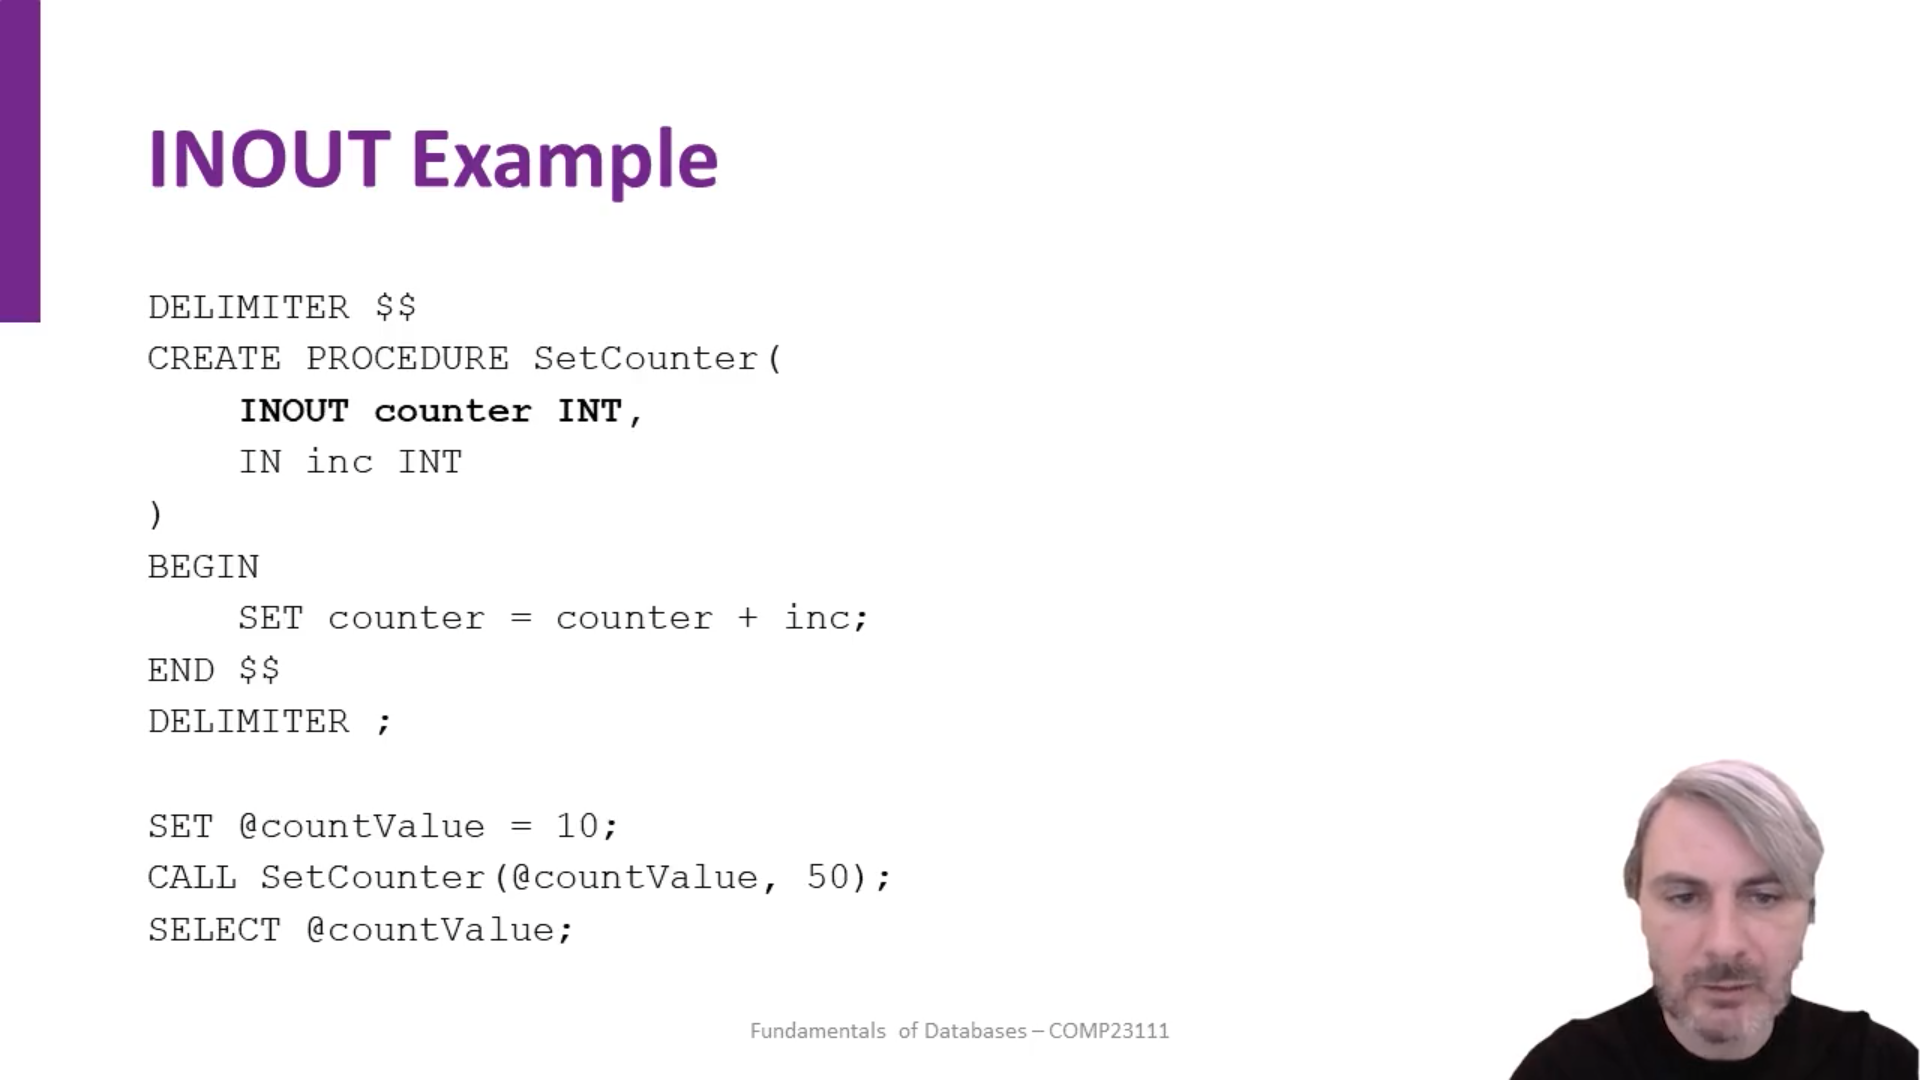 INOUT Example
DELIMITER $$
CREATE PROCEDURE SetCounter(
    INOUT counter INT,
    IN inc INT
)
BEGIN
    SET counter = counter + inc;
END $$
DELIMITER ;
SET @countValue = 10;
CALL SetCounter(@countValue, 50);
SELECT @countValue;
Fundamentals of Databases – COMP23111